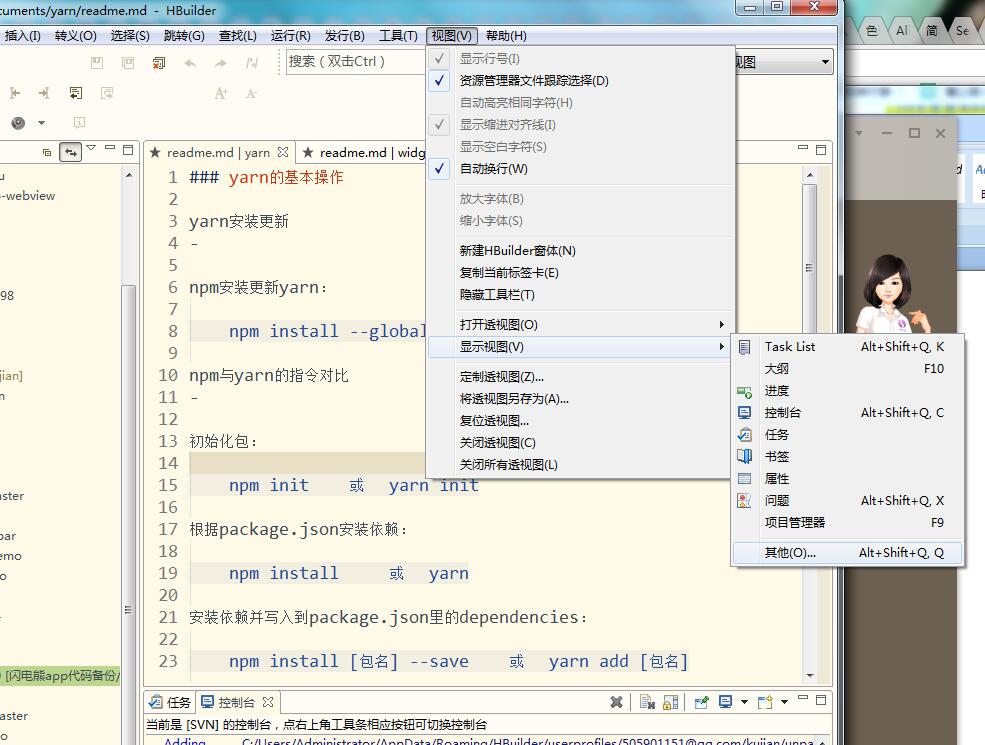 cuments/yarn/readme.md - HBuilder
插入(I) 转义(O) 选择(S) 跳转(G) 查找(L) 运行(R) 发行(B) 工具(T) 视图(V) 帮助(H)
色 Al 简 Se
搜索（双击Ctrl）
视图
显示行号(I)
资源管理器文件跟踪选择(D)
自动高亮相同字符(H)
显示缩进对齐线(I)
显示空白字符(S)
自动换行(W)
放大字体(B)
缩小字体(S)
新建HBuilder窗体(N)
复制当前标签卡(E)
隐藏工具栏(T)
打开透视图(O)
显示视图(V)
定制透视图(Z)...
将透视图另存为(A)...
复位透视图...
关闭透视图(C)
关闭所有透视图(L)
Task List Alt+Shift+Q, K
大纲 F10
进度
控制台 Alt+Shift+Q, C
任务
书签
属性
问题 Alt+Shift+Q, X
项目管理器 F9
其他(O)... Alt+Shift+Q, Q
u
-webview
98
jian]
n
aster
bar
emo
o
[闪电熊app代码备份/
aster
o
readme.md | yarn readme.md | widg
1 ### yarn的基本操作
2
3 yarn安装更新
4 -
5
6 npm安装更新yarn：
7
8 npm install --global
9
10 npm与yarn的指令对比
11 -
12
13 初始化包：
14
15 npm init 或 yarn init
16
17 根据package.json安装依赖：
18
19 npm install 或 yarn
20
21 安装依赖并写入到package.json里的dependencies：
22
23 npm install [包名] --save 或 yarn add [包名]
任务 控制台
当前是 [SVN] 的控制台，点右上角工具条相应按钮可切换控制台
Adding C:/Users/Administrator/AppData/Roaming/HBuilder/userprofiles/505901151@qq.com/kujian/unpa